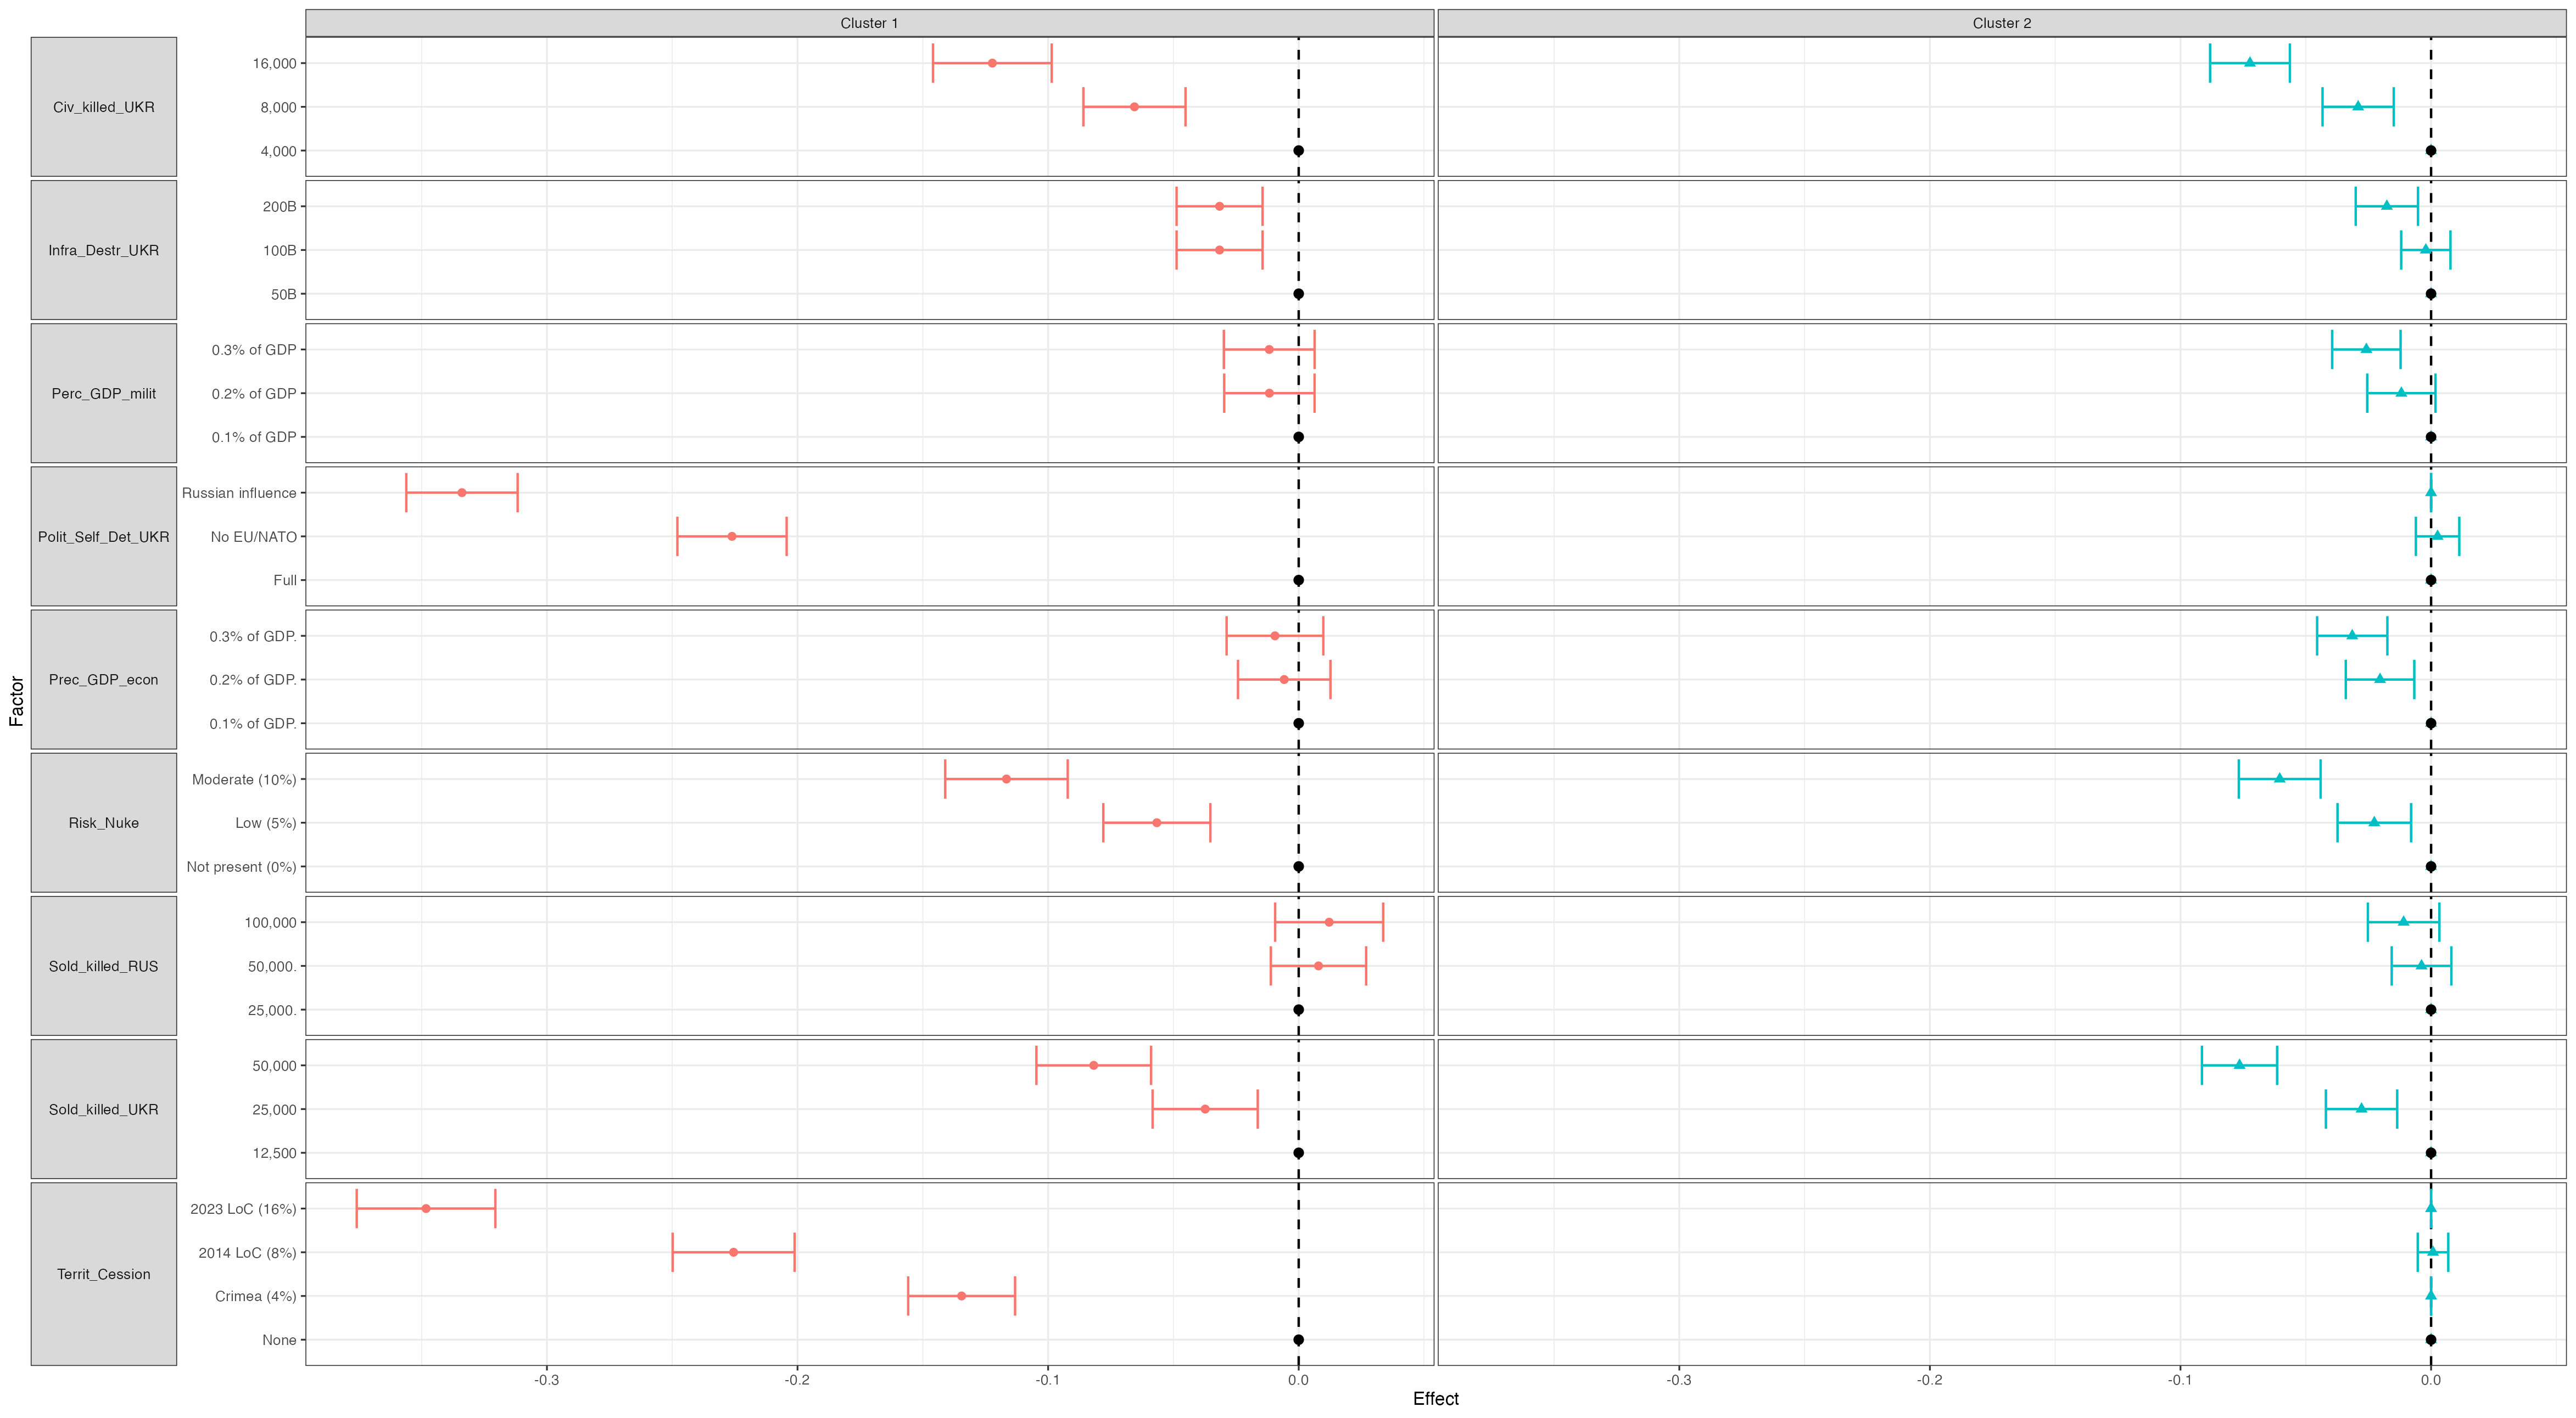 Cluster 1
Cluster 2
Factor
Civ_killed_UKR
16,000
8,000
4,000
Infra_Destr_UKR
200B
100B
50B
Perc_GDP_milit
0.3% of GDP
0.2% of GDP
0.1% of GDP
Polit_Self_Det_UKR
Russian influence
No EU/NATO
Full
Prec_GDP_econ
0.3% of GDP.
0.2% of GDP.
0.1% of GDP.
Risk_Nuke
Moderate (10%)
Low (5%)
Not present (0%)
Sold_killed_RUS
100,000
50,000.
25,000.
Sold_killed_UKR
50,000
25,000
12,500
Territ_Cession
2023 LoC (16%)
2014 LoC (8%)
Crimea (4%)
None
-0.3 -0.2 -0.1 0.0 -0.3 -0.2 -0.1 0.0
Effect